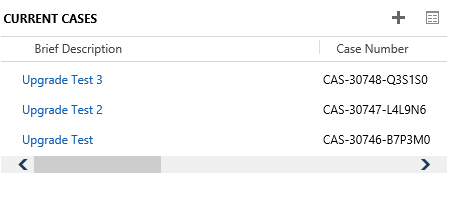 CURRENT CASES
Brief Description Case Number
Upgrade Test 3 CAS-30748-Q3S1S0
Upgrade Test 2 CAS-30747-L4L9N6
Upgrade Test CAS-30746-B7P3M0